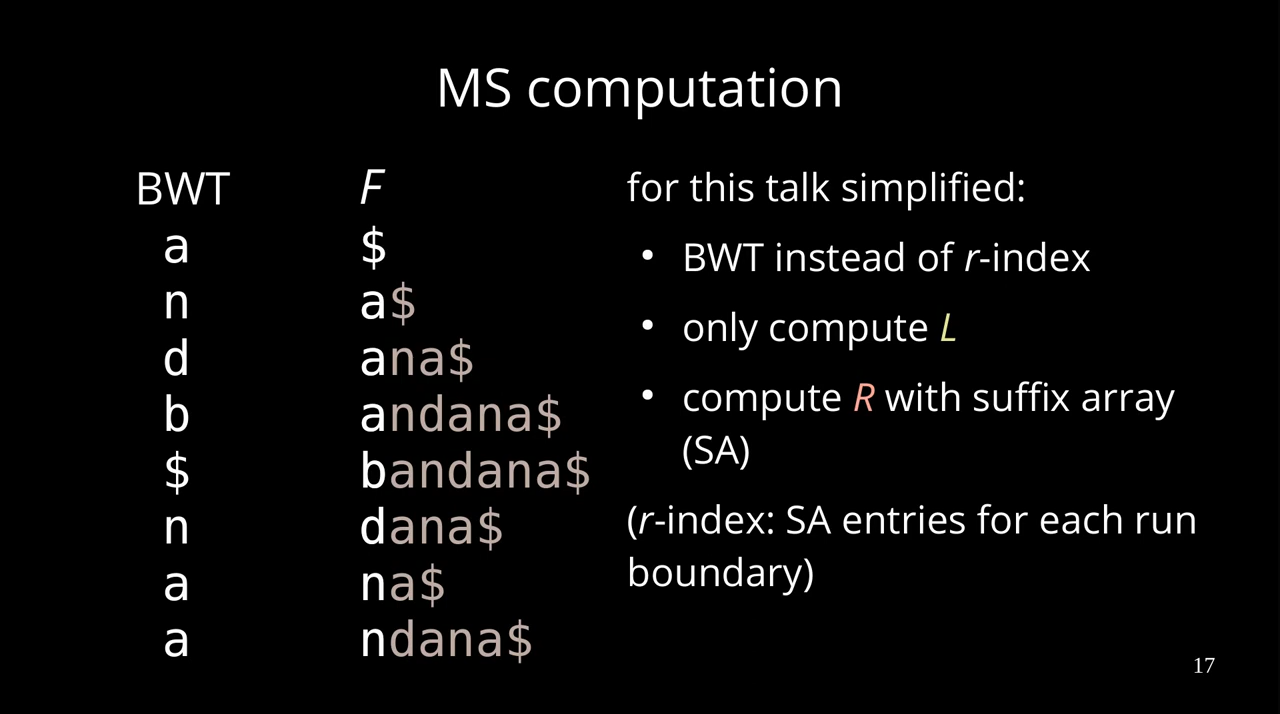 MS computation
BWT F
a $
n a$
d ana$
b andana$
$ bandana$
n dana$
a na$
a ndana$
for this talk simplified:
• BWT instead of r-index
• only compute L
• compute R with suffix array
(SA)
(r-index: SA entries for each run
boundary)
17